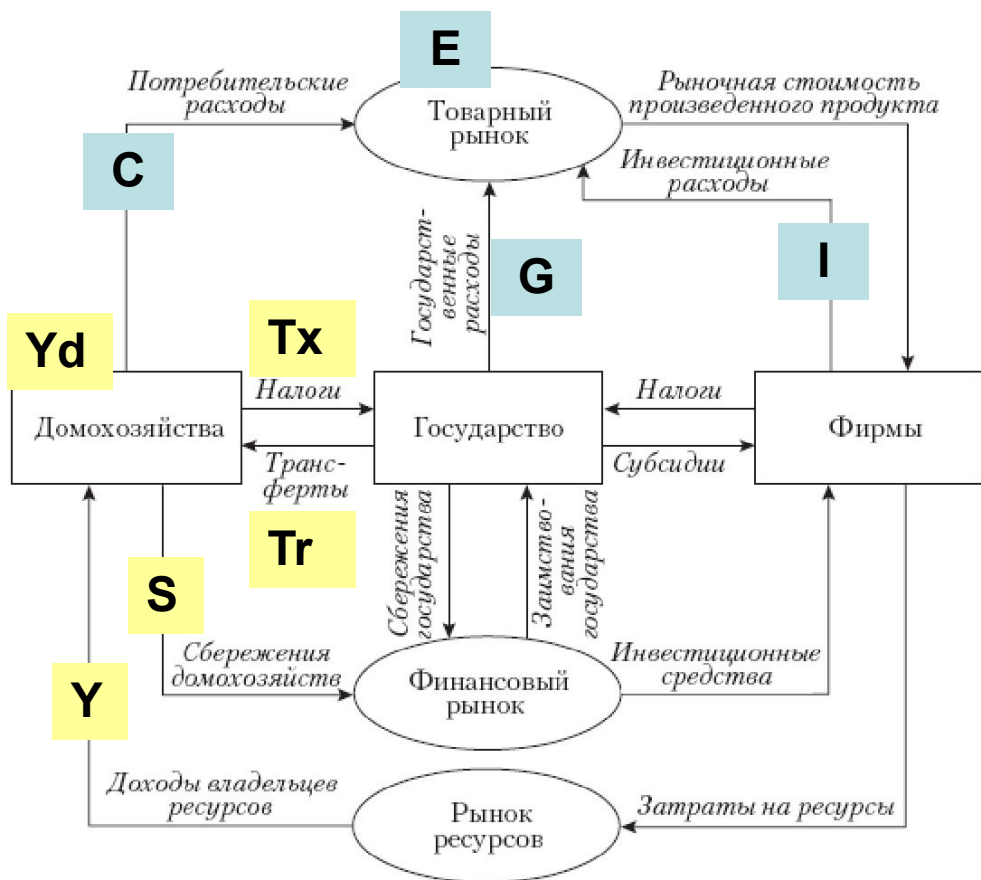 E
Потребительские
расходы
Товарный
рынок
Рыночная стоимость
произведенного продукта
C
Инвестиционные
расходы
Государст-
венные
расходы
G
I
Yd
Tx
Налоги
Налоги
Домохозяйства
Государство
Фирмы
Транс-
ферты
Субсидии
Tr
S
Сбережения
государства
Заимство-
вания
государства
Сбережения
домохозяйств
Финансовый
рынок
Инвестиционные
средства
Y
Доходы владельцев
ресурсов
Рынок
ресурсов
Затраты на ресурсы